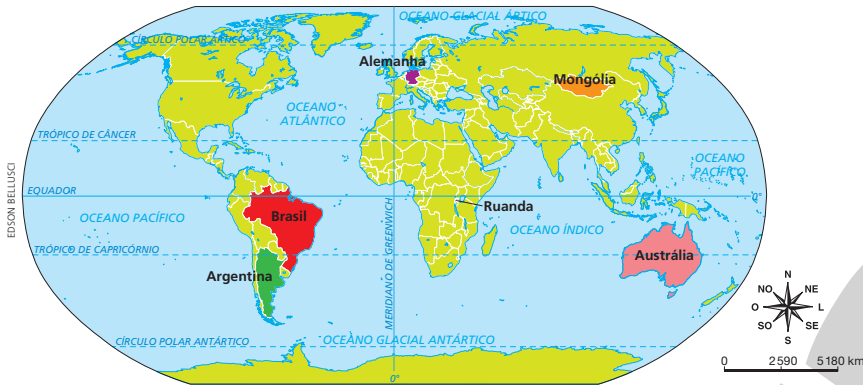 OCEANO GLACIAL ÁRTICO
CÍRCULO POLAR ÁRTICO
Alemanha
Mongólia
OCEANO
ATLÂNTICO
TRÓPICO DE CÂNCER
OCEANO
PACÍFICO
EQUADOR
0°
OCEANO PACÍFICO
Brasil
Ruanda
OCEANO ÍNDICO
TRÓPICO DE CAPRICÓRNIO
Austrália
Argentina
MERIDIANO DE GREENWICH
CÍRCULO POLAR ANTÁRTICO
OCEANO GLACIAL ANTÁRTICO
0°
EDSON BELLUSCI
N
NO NE
O L
SO SE
S
0 2 590 5 180 km